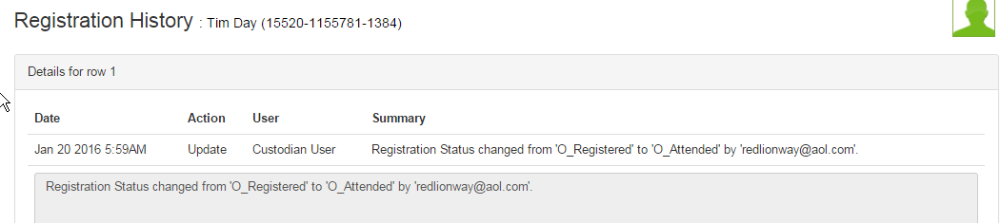 Registration History : Tim Day (15520-1155781-1384)
Details for row 1
Date Action User Summary
Jan 20 2016 5:59AM Update Custodian User Registration Status changed from 'O_Registered' to 'O_Attended' by 'redlionway@aol.com'.
Registration Status changed from 'O_Registered' to 'O_Attended' by 'redlionway@aol.com'.